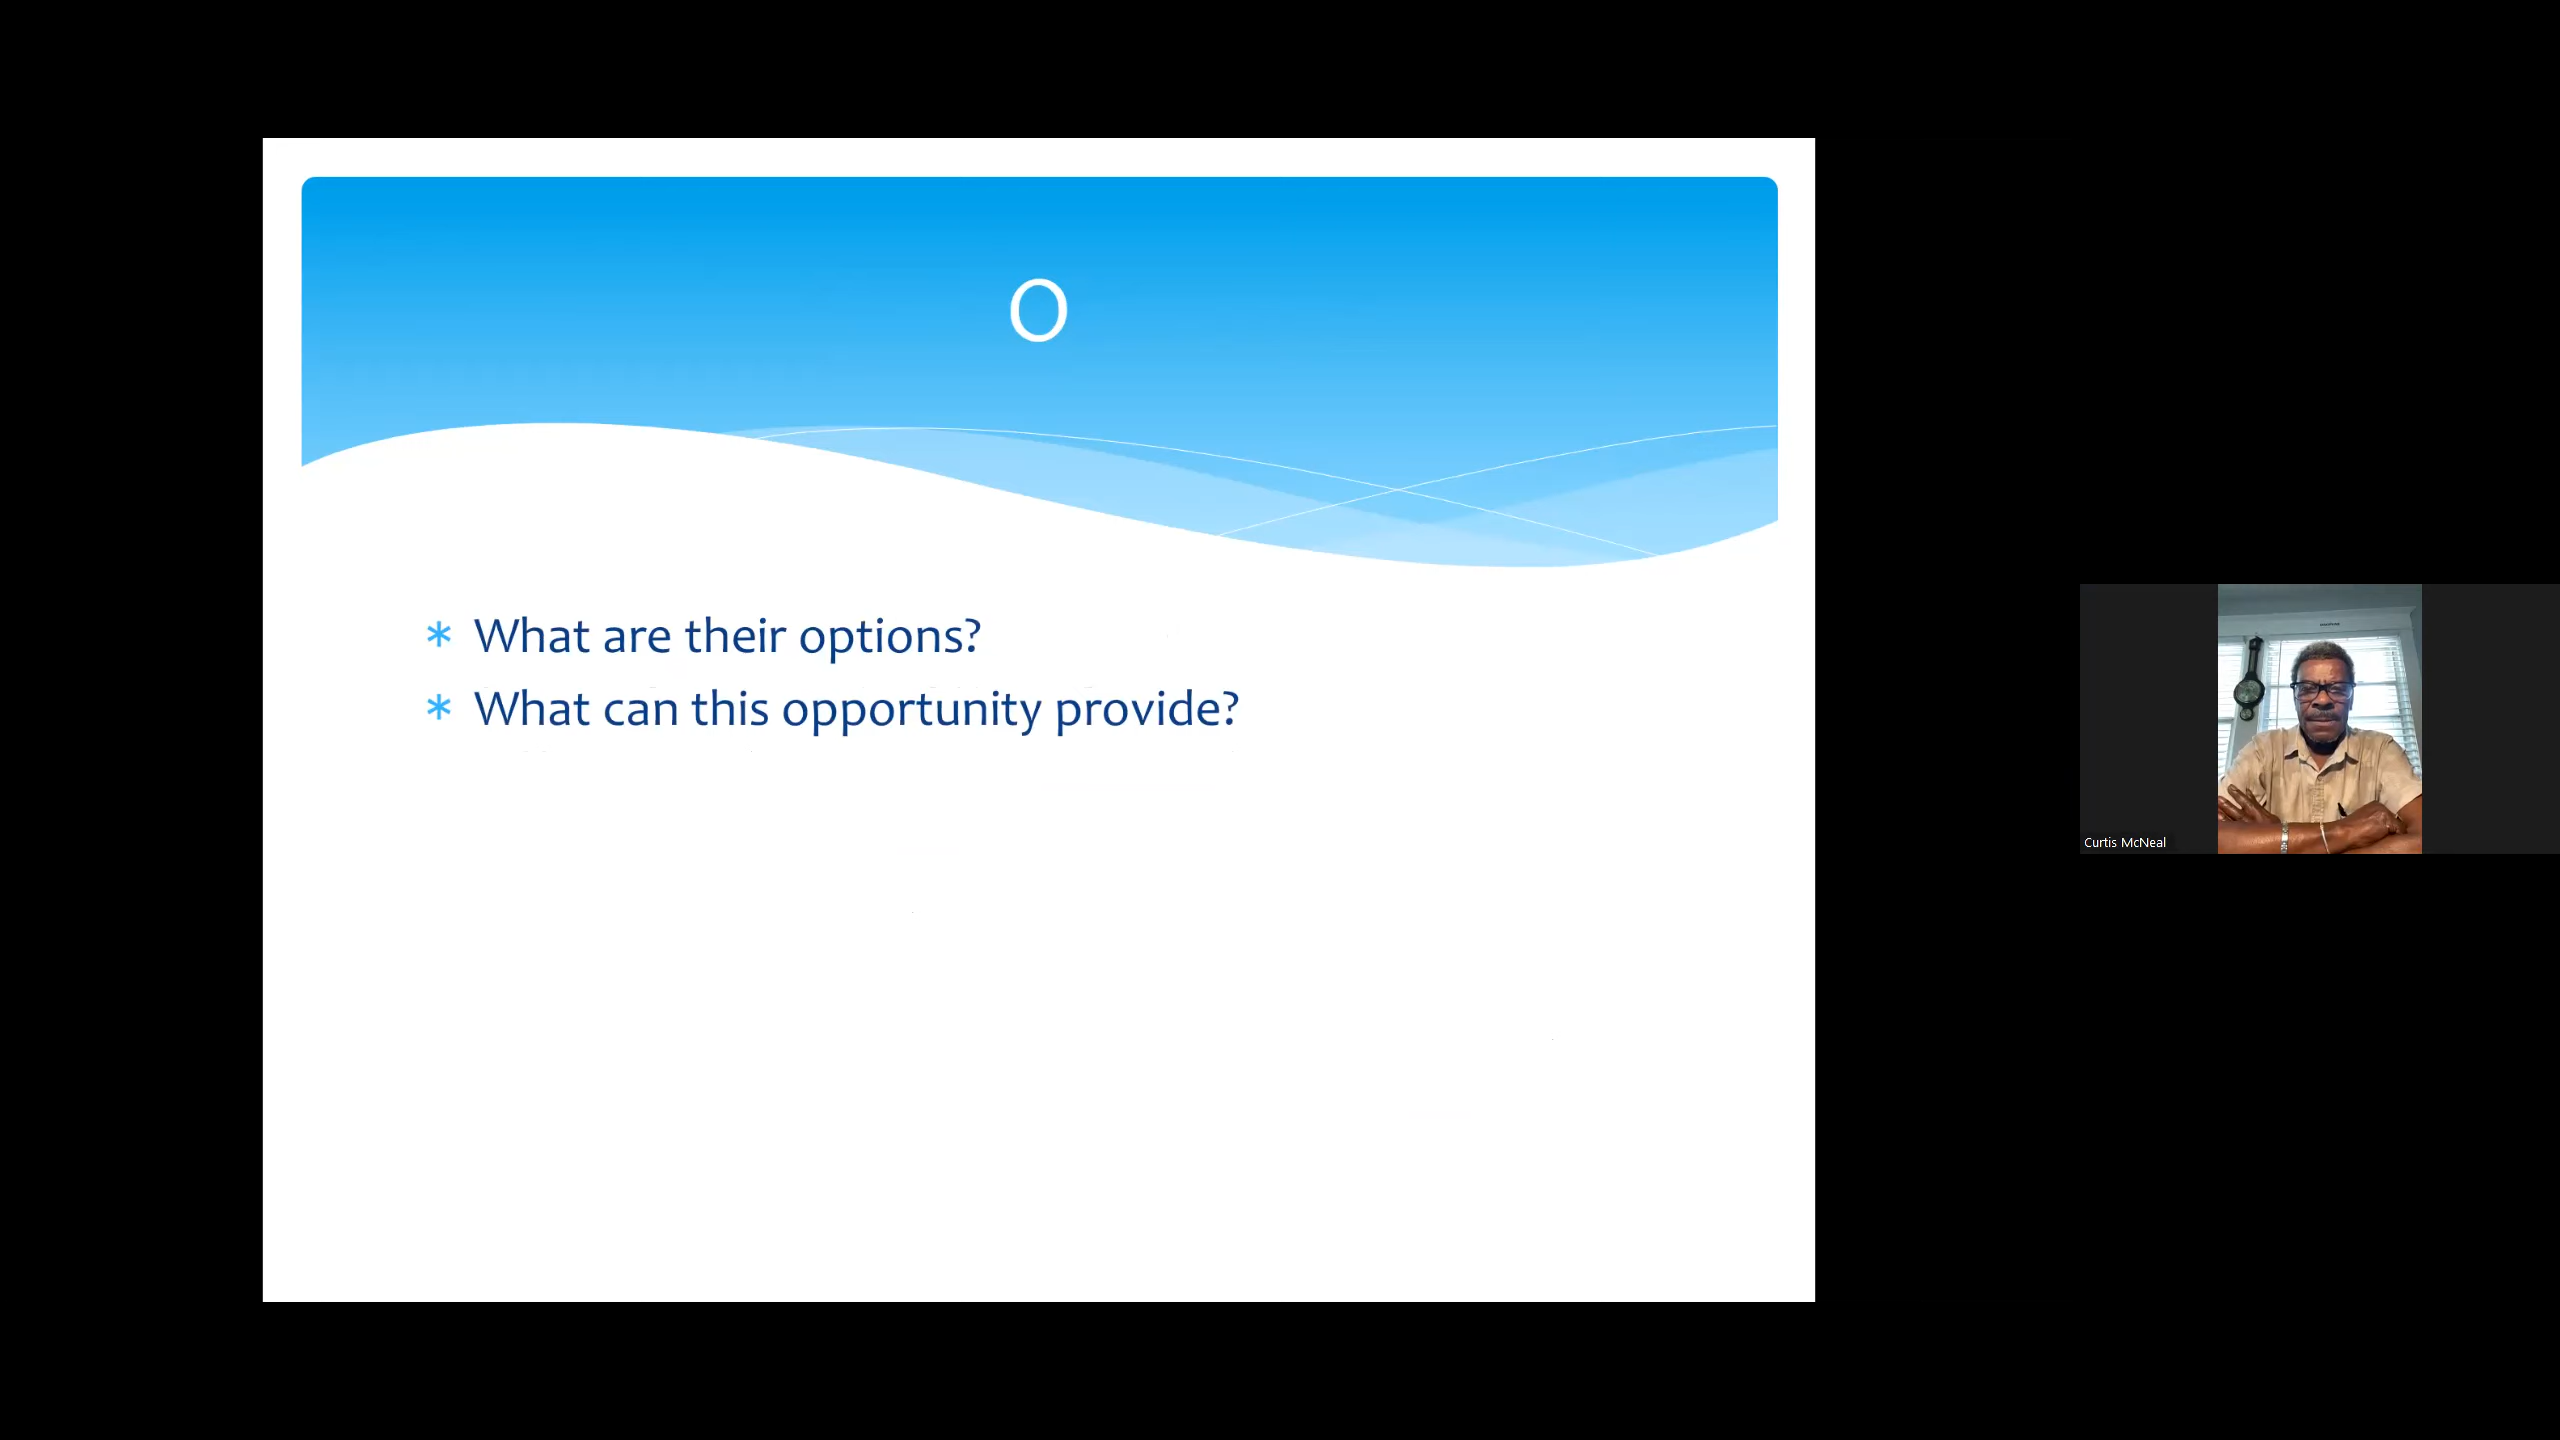 O
* What are their options?
* What can this opportunity provide?
Curtis McNeal